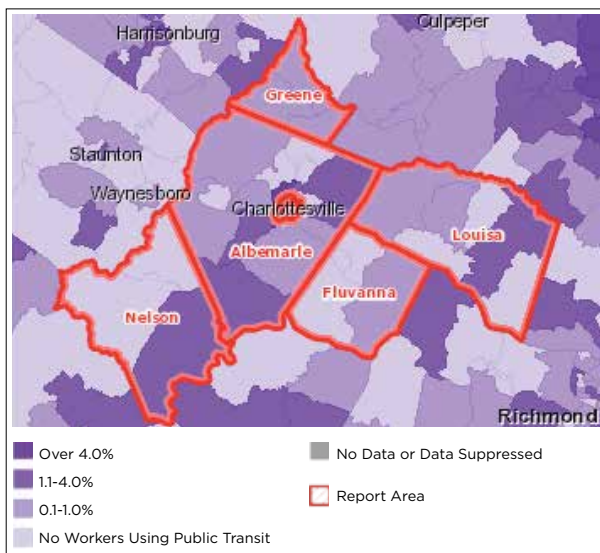 Harrisonburg
Culpeper
Greene
Staunton
Waynesboro
Charlottesville
Albemarle
Louisa
Fluvanna
Nelson
Richmond
Over 4.0%
1.1-4.0%
0.1-1.0%
No Workers Using Public Transit
No Data or Data Suppressed
Report Area